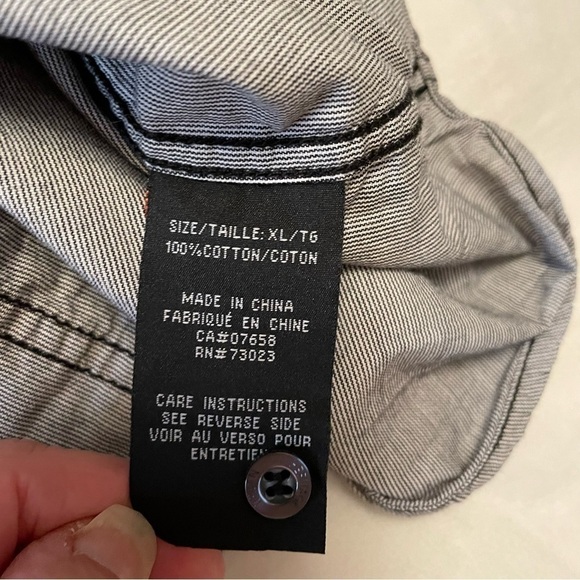 SIZE/TAILLE: XL/TG
100%COTTON/COTON
MADE IN CHINA
FABRIQUÉ EN CHINE
CA#07658
RN#73023
CARE INSTRUCTIONS
SEE REVERSE SIDE
VOIR AU VERSO POUR